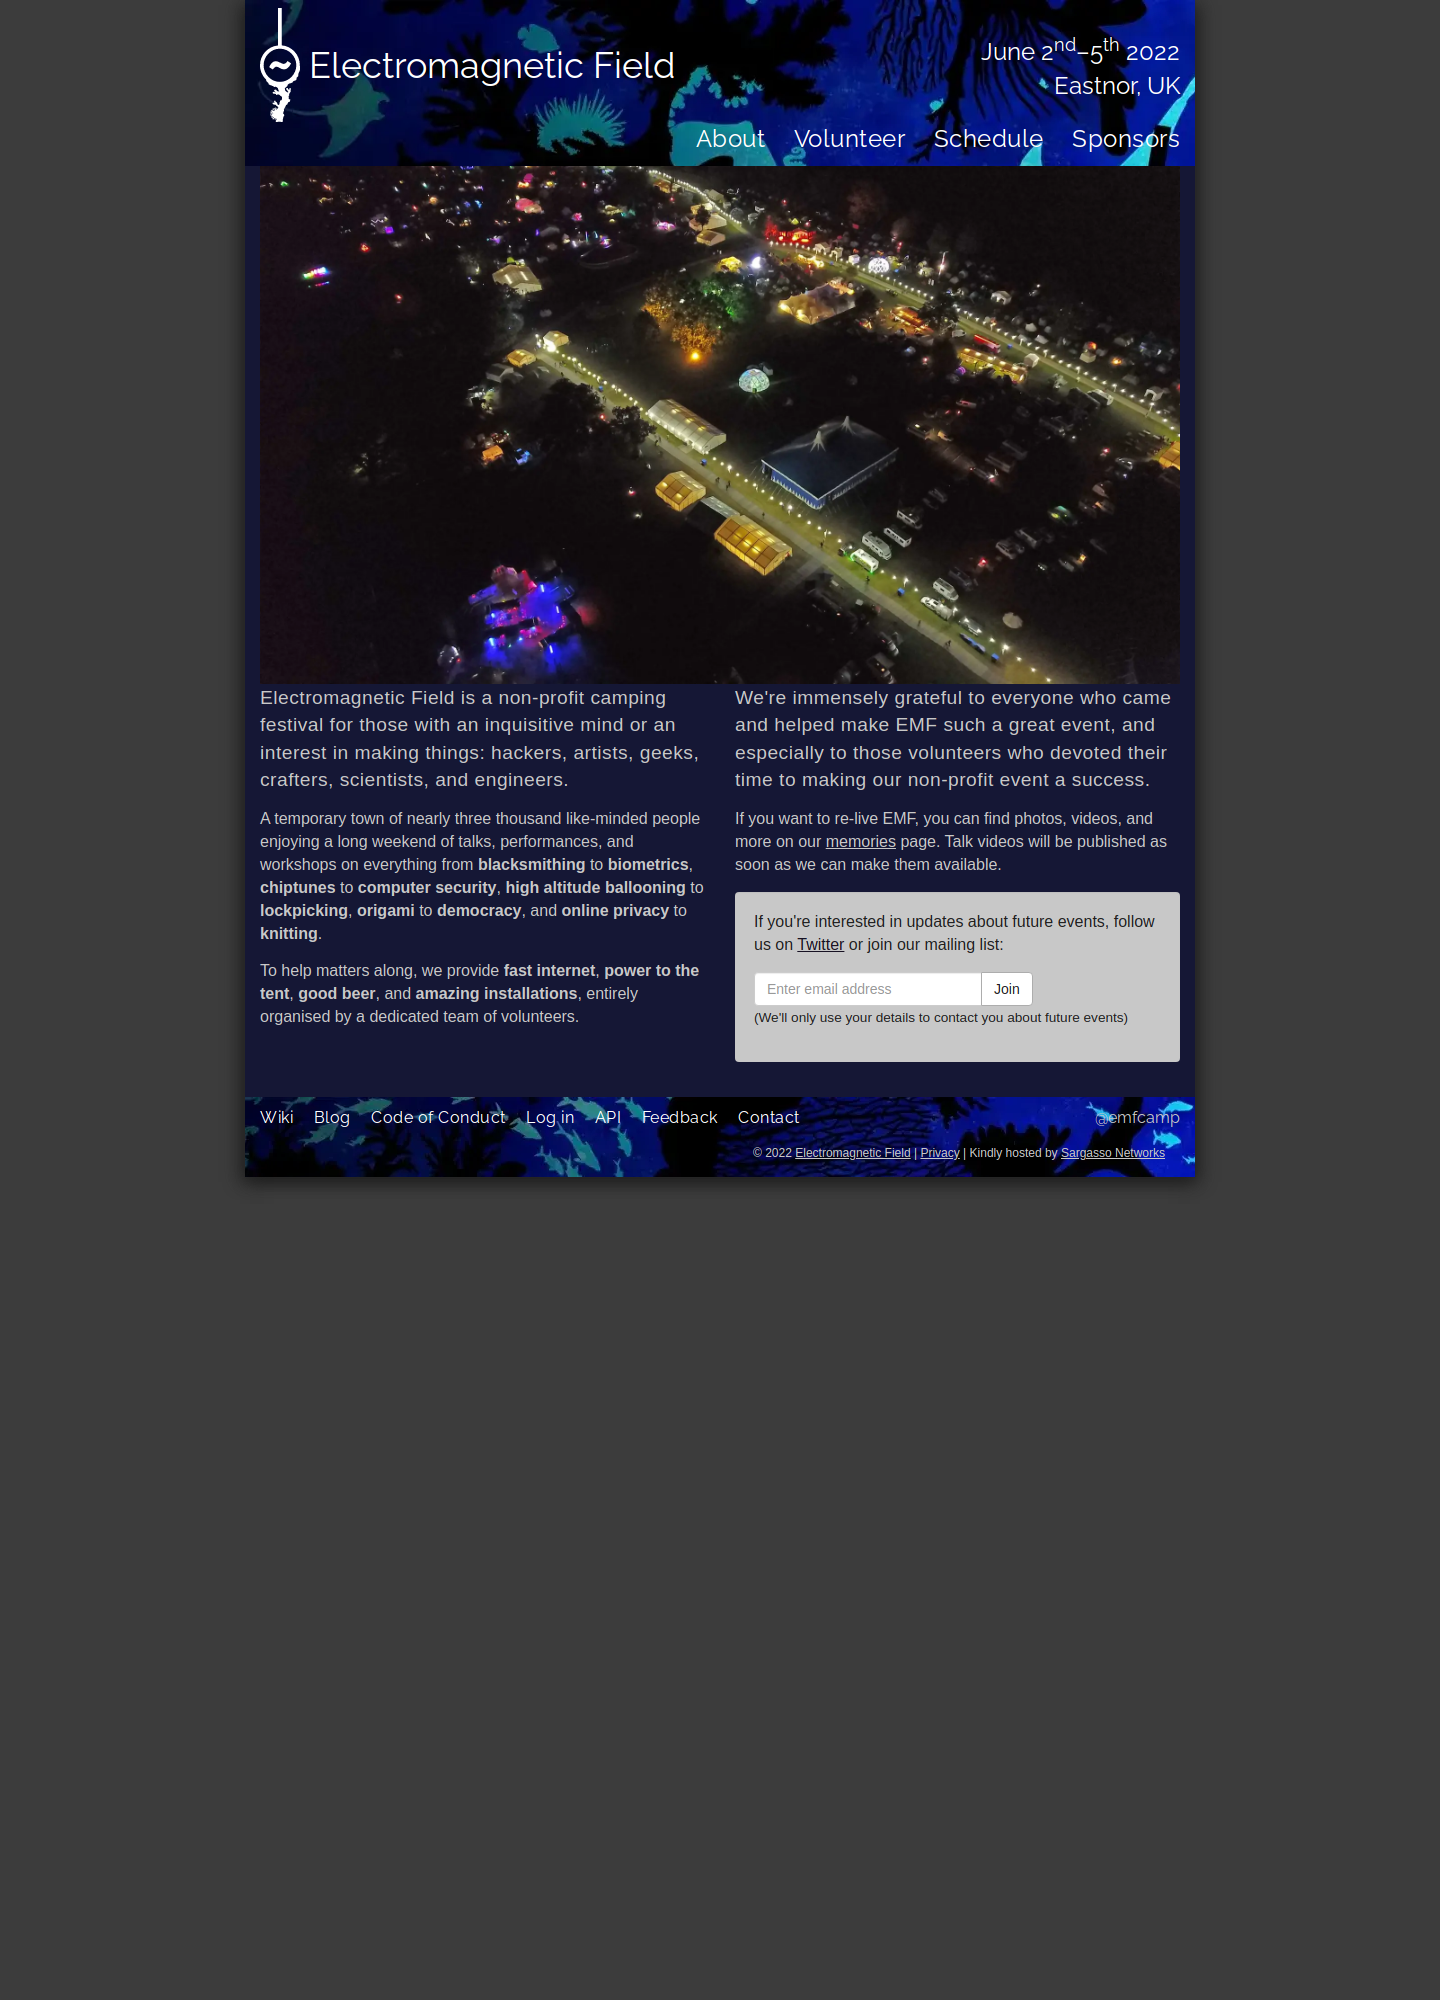 Electromagnetic Field
June 2nd–5th 2022
Eastnor, UK
About Volunteer Schedule Sponsors
Electromagnetic Field is a non-profit camping
festival for those with an inquisitive mind or an
interest in making things: hackers, artists, geeks,
crafters, scientists, and engineers.
A temporary town of nearly three thousand like-minded people
enjoying a long weekend of talks, performances, and
workshops on everything from blacksmithing to biometrics,
chiptunes to computer security, high altitude ballooning to
lockpicking, origami to democracy, and online privacy to
knitting.
To help matters along, we provide fast internet, power to the
tent, good beer, and amazing installations, entirely
organised by a dedicated team of volunteers.
We're immensely grateful to everyone who came
and helped make EMF such a great event, and
especially to those volunteers who devoted their
time to making our non-profit event a success.
If you want to re-live EMF, you can find photos, videos, and
more on our memories page. Talk videos will be published as
soon as we can make them available.
If you're interested in updates about future events, follow
us on Twitter or join our mailing list:
Enter email address Join
(We'll only use your details to contact you about future events)
Wiki Blog Code of Conduct Log in API Feedback Contact @emfcamp
© 2022 Electromagnetic Field | Privacy | Kindly hosted by Sargasso Networks